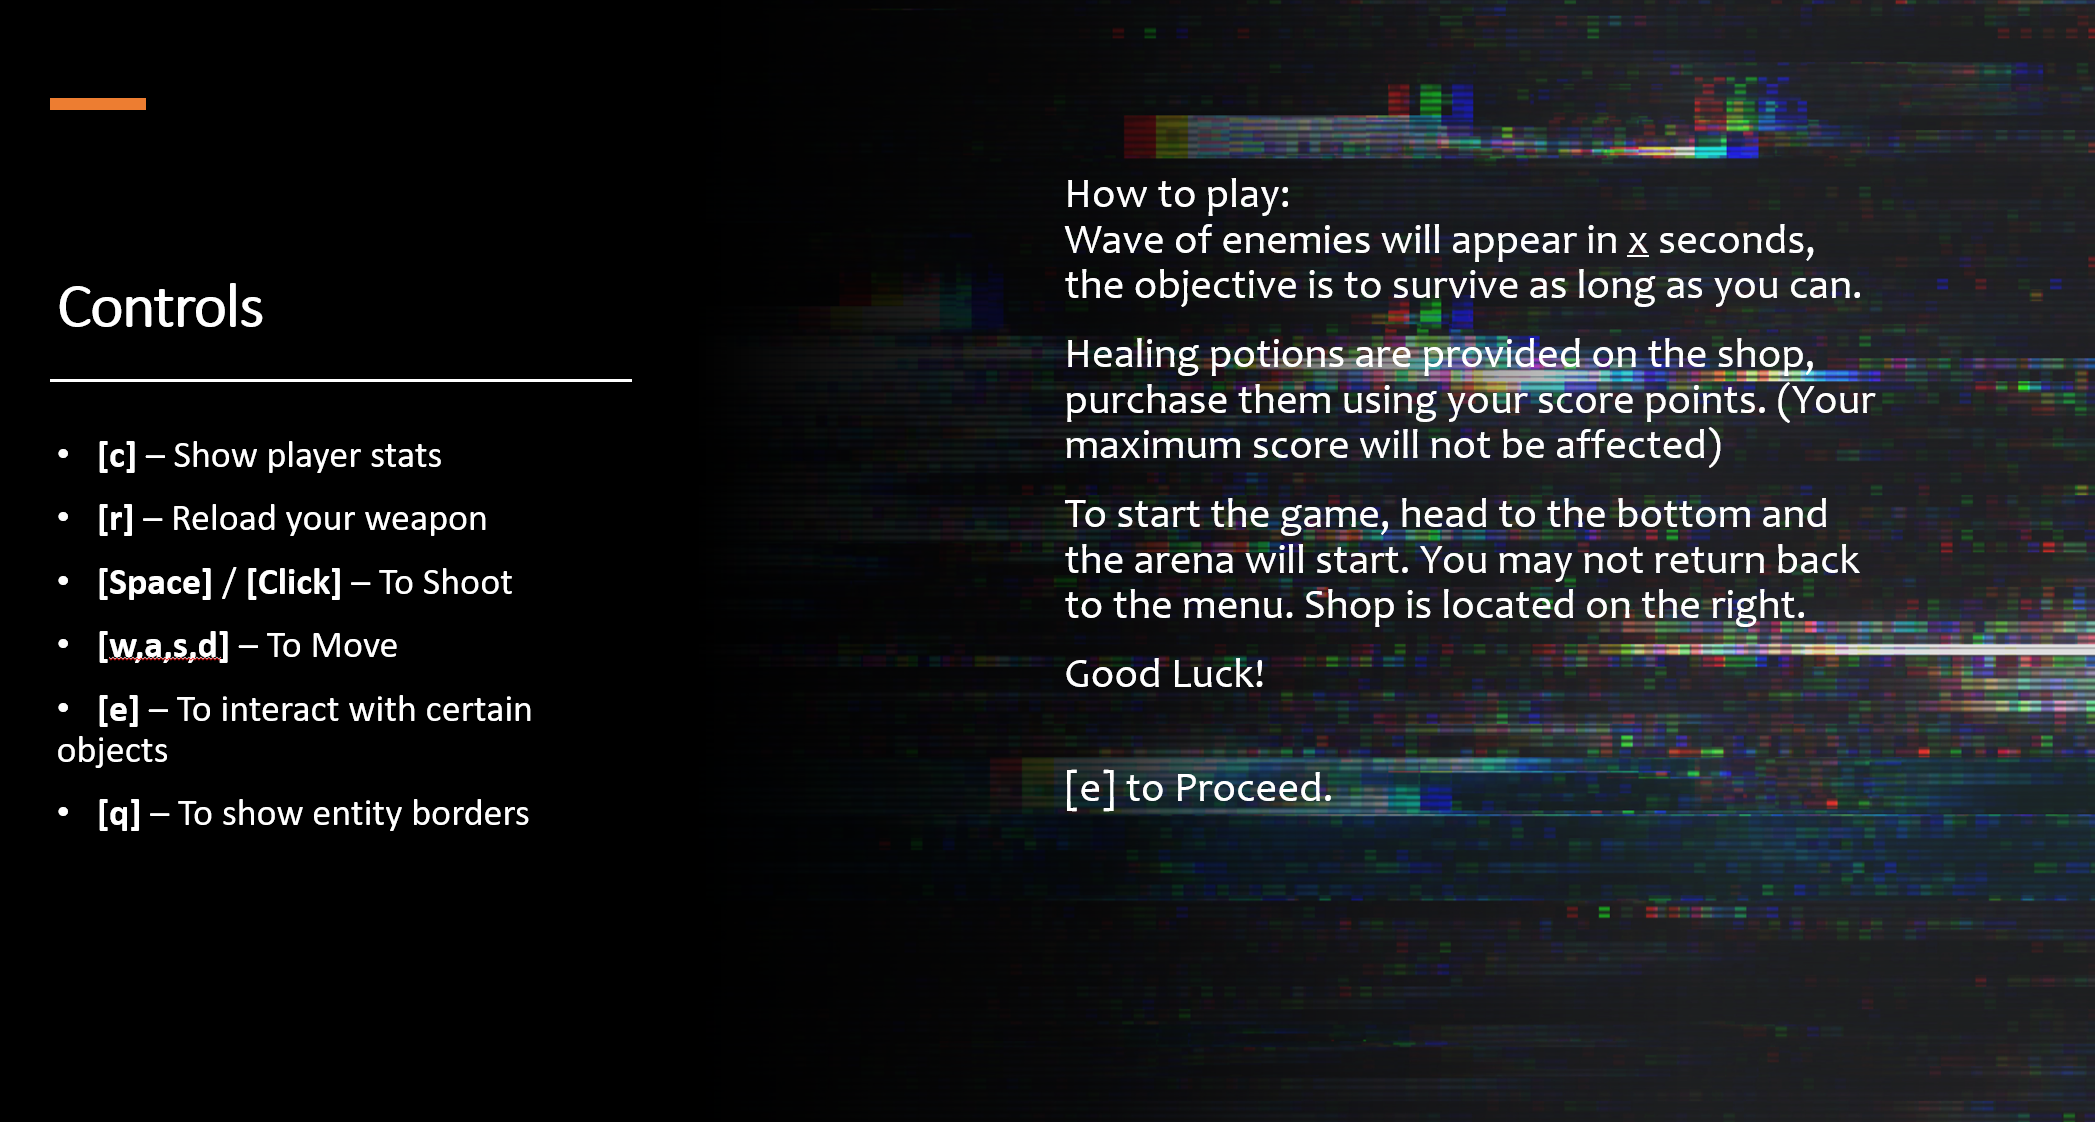 Controls
• [c] – Show player stats
• [r] – Reload your weapon
• [Space] / [Click] – To Shoot
• [w,a,s,d] – To Move
• [e] – To interact with certain
objects
• [q] – To show entity borders
How to play:
Wave of enemies will appear in x seconds,
the objective is to survive as long as you can.
Healing potions are provided on the shop,
purchase them using your score points. (Your
maximum score will not be affected)
To start the game, head to the bottom and
the arena will start. You may not return back
to the menu. Shop is located on the right.
Good Luck!
[e] to Proceed.